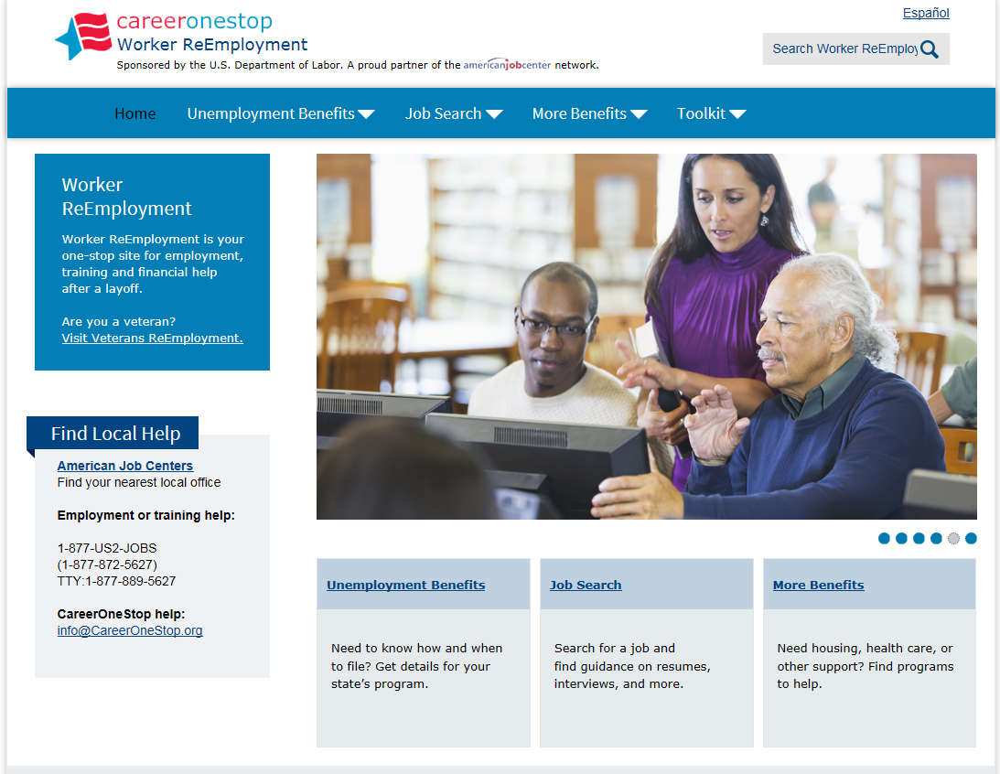 careeronestop
Español
Worker ReEmployment
Sponsored by the U.S. Department of Labor. A proud partner of the americanjobcenter network.
Search Worker ReEmploy
Home Unemployment Benefits Job Search More Benefits Toolkit
Worker
ReEmployment
Worker ReEmployment is your
one-stop site for employment,
training and financial help
after a layoff.
Are you a veteran?
Visit Veterans ReEmployment.
Find Local Help
American Job Centers
Find your nearest local office
Employment or training help:
1-877-US2-JOBS
(1-877-872-5627)
TTY:1-877-889-5627
CareerOneStop help:
info@CareerOneStop.org
Unemployment Benefits
Need to know how and when
to file? Get details for your
state’s program.
Job Search
Search for a job and
find guidance on resumes,
interviews, and more.
More Benefits
Need housing, health care, or
other support? Find programs
to help.